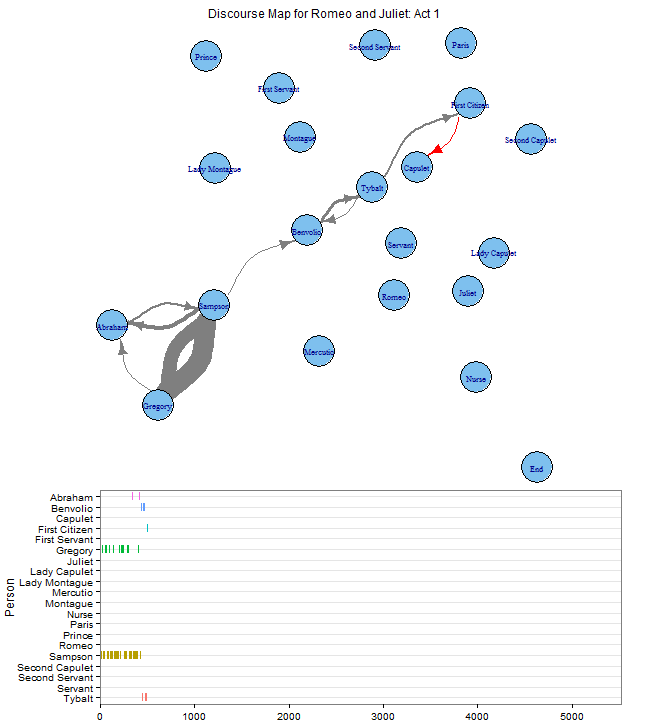 Discourse Map for Romeo and Juliet: Act 1
Second Servant
Paris
Prince
First Servant
First Citizen
Montague
Second Capulet
Lady Montague
Capulet
Tybalt
Benvolio
Servant
Lady Capulet
Romeo
Juliet
Sampson
Abraham
Mercutio
Nurse
Gregory
End
Person
Abraham
Benvolio
Capulet
First Citizen
First Servant
Gregory
Juliet
Lady Capulet
Lady Montague
Mercutio
Montague
Nurse
Paris
Prince
Romeo
Sampson
Second Capulet
Second Servant
Servant
Tybalt
0 1000 2000 3000 4000 5000